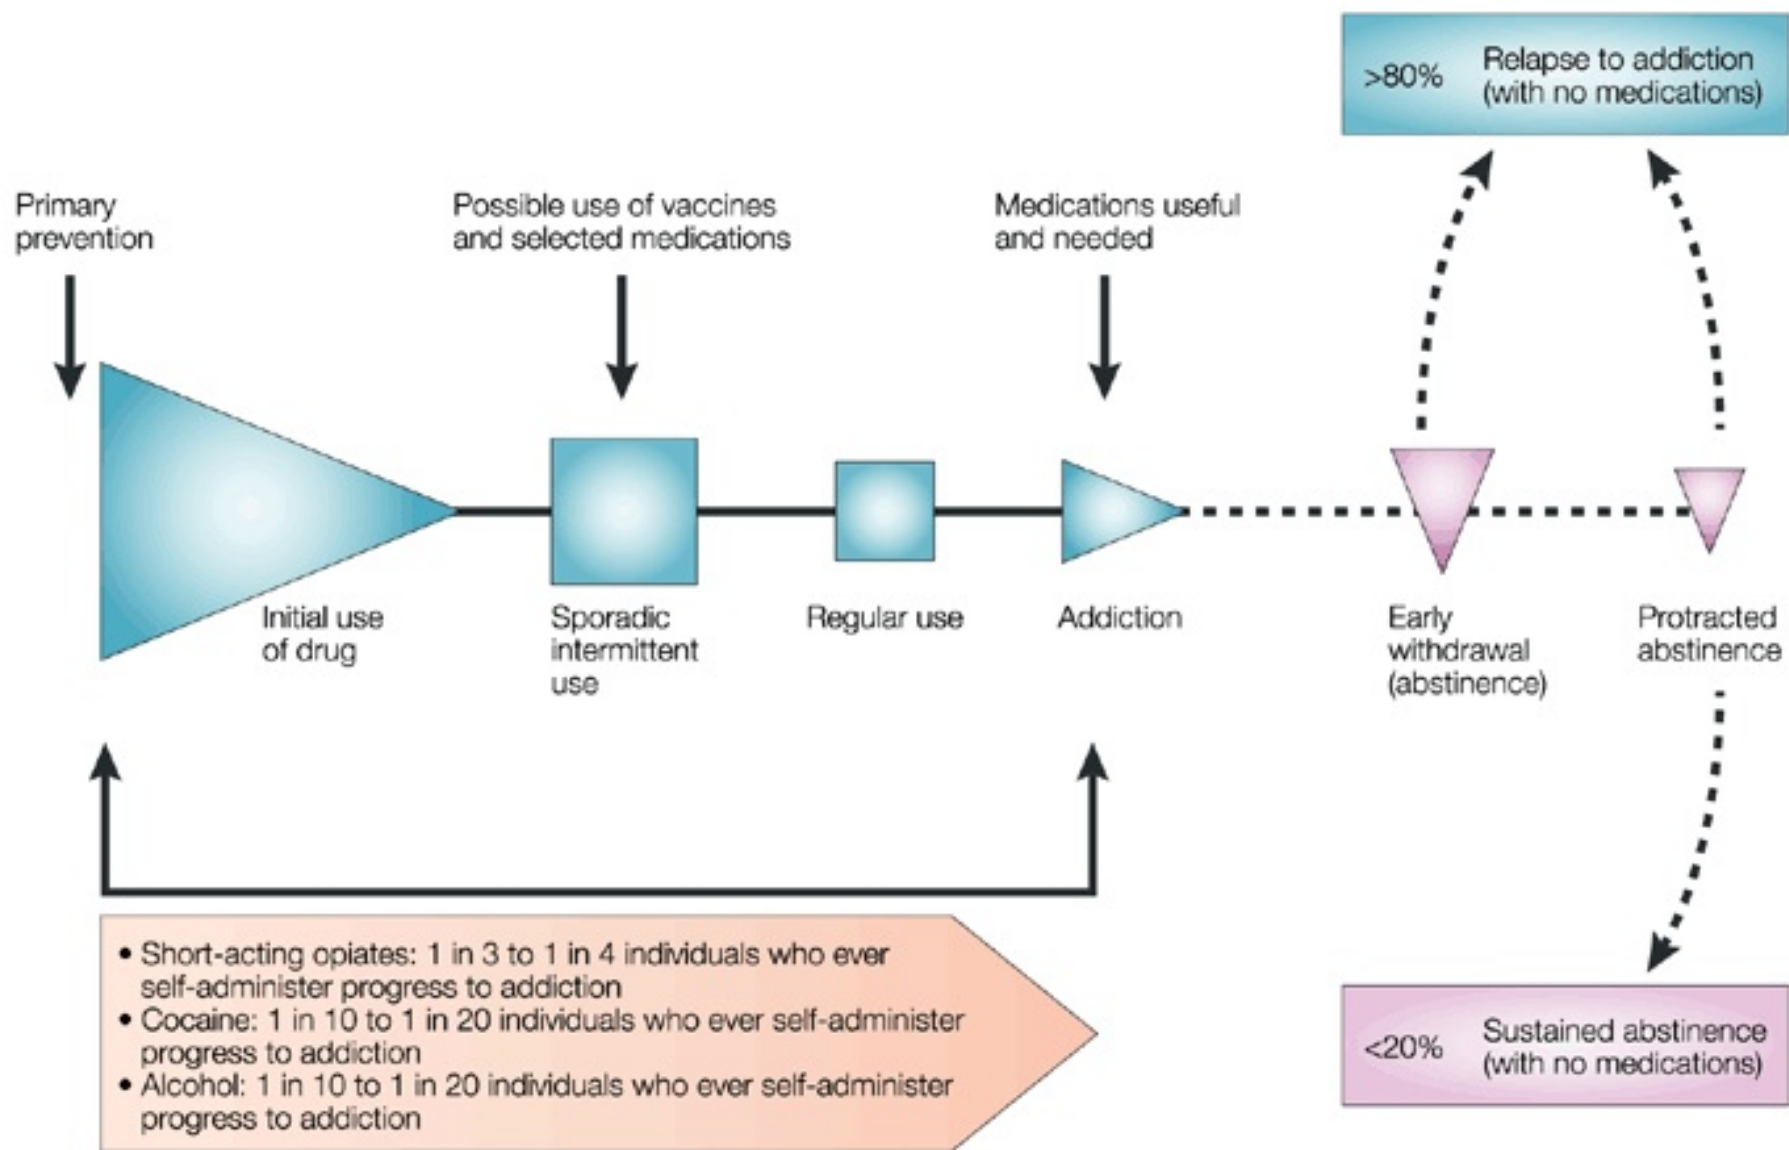 >80%
Relapse to addiction
(with no medications)
Primary
prevention
Possible use of vaccines
and selected medications
Medications useful
and needed
Initial use
of drug
Sporadic
intermittent
use
Regular use
Addiction
Early
withdrawal
(abstinence)
Protracted
abstinence
• Short-acting opiates: 1 in 3 to 1 in 4 individuals who ever
self-administer progress to addiction
• Cocaine: 1 in 10 to 1 in 20 individuals who ever self-administer
progress to addiction
• Alcohol: 1 in 10 to 1 in 20 individuals who ever self-administer
progress to addiction
<20%
Sustained abstinence
(with no medications)